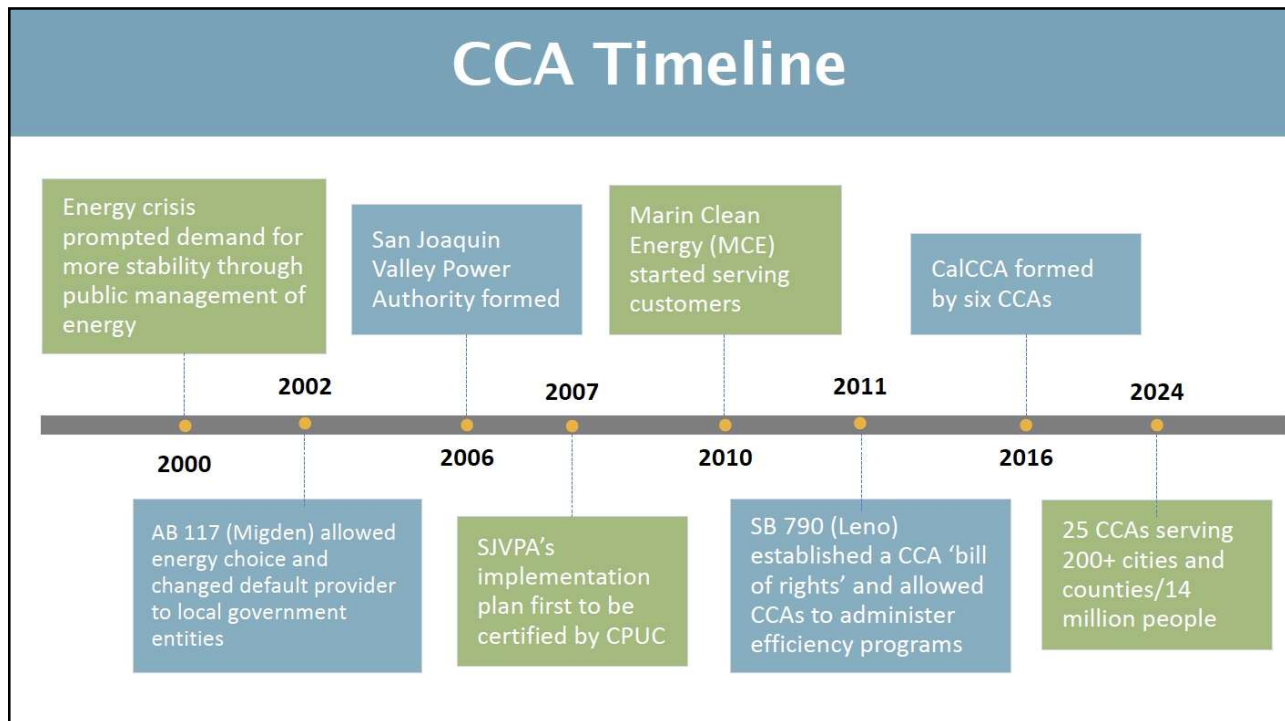 CCA Timeline
Energy crisis
prompted demand for
more stability through
public management of
energy
San Joaquin
Valley Power
Authority formed
Marin Clean
Energy (MCE)
started serving
customers
CalCCA formed
by six CCAs
2002
2007
2011
2024
2000
2006
2010
2016
AB 117 (Migden) allowed
energy choice and
changed default provider
to local government
entities
SJVPA’s
implementation
plan first to be
certified by CPUC
SB 790 (Leno)
established a CCA ‘bill
of rights’ and allowed
CCAs to administer
efficiency programs
25 CCAs serving
200+ cities and
counties/14
million people